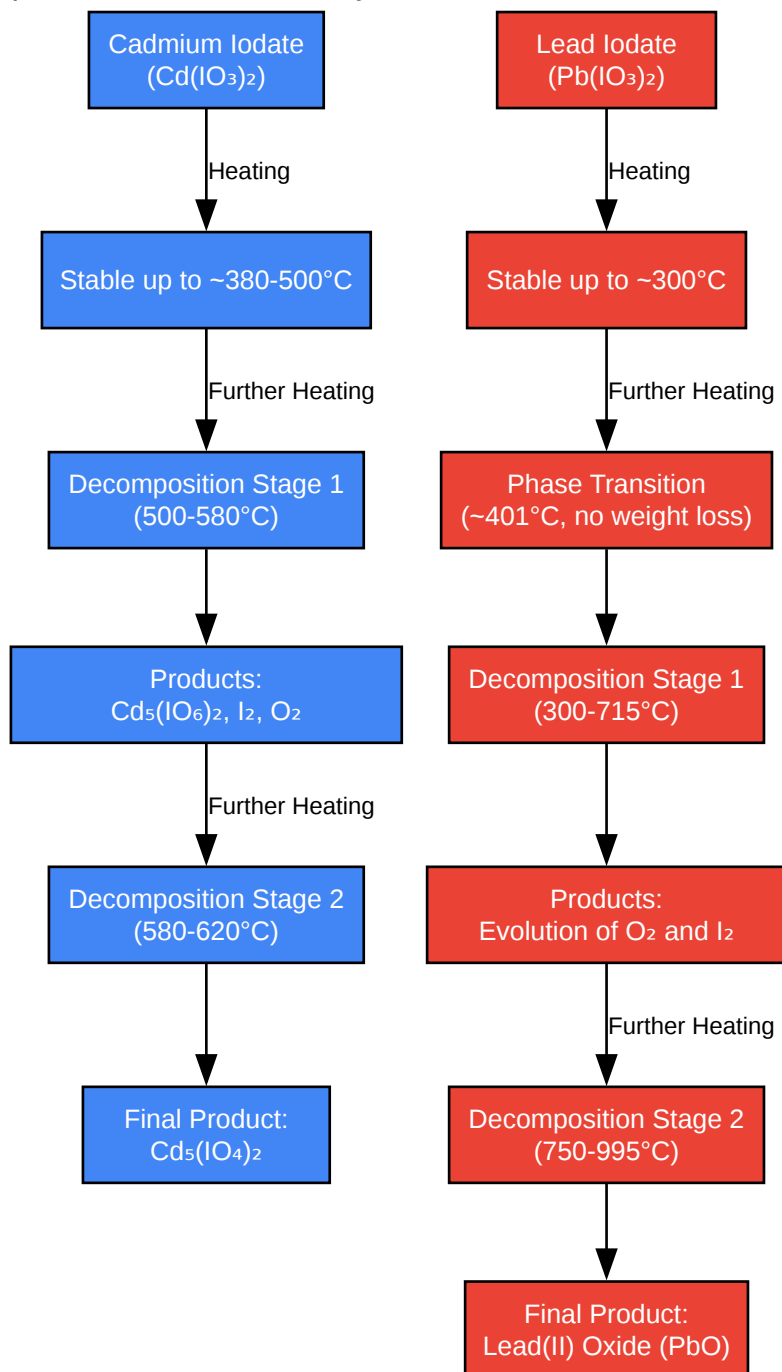 Cadmium Iodate
(Cd(IO₃)₂)
Heating
Stable up to ~380-500°C
Further Heating
Decomposition Stage 1
(500-580°C)
Products:
Cd₅(IO₆)₂, I₂, O₂
Further Heating
Decomposition Stage 2
(580-620°C)
Final Product:
Cd₅(IO₄)₂
Lead Iodate
(Pb(IO₃)₂)
Heating
Stable up to ~300°C
Further Heating
Phase Transition
(~401°C, no weight loss)
Decomposition Stage 1
(300-715°C)
Products:
Evolution of O₂ and I₂
Further Heating
Decomposition Stage 2
(750-995°C)
Final Product:
Lead(II) Oxide (PbO)